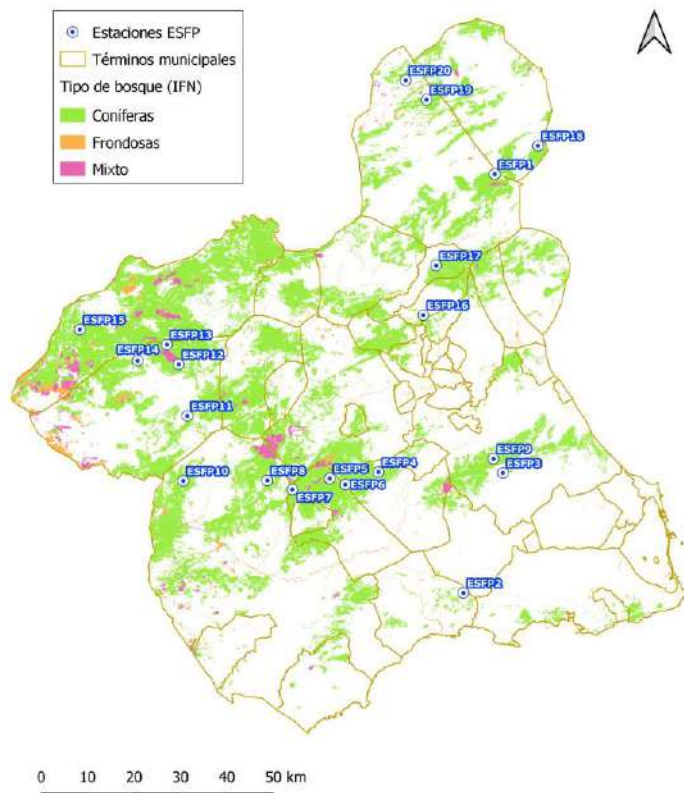 Estaciones ESFP
Términos municipales
Tipo de bosque (IFN)
Coníferas
Frondosas
Mixto
ESFP20
ESFP19
ESFP18
ESFP1
ESFP17
ESFP16
ESFP15
ESFP13
ESFP14
ESFP12
ESFP11
ESFP9
ESFP3
ESFP4
ESFP5
ESFP6
ESFP8
ESFP7
ESFP10
ESFP2
0 10 20 30 40 50 km